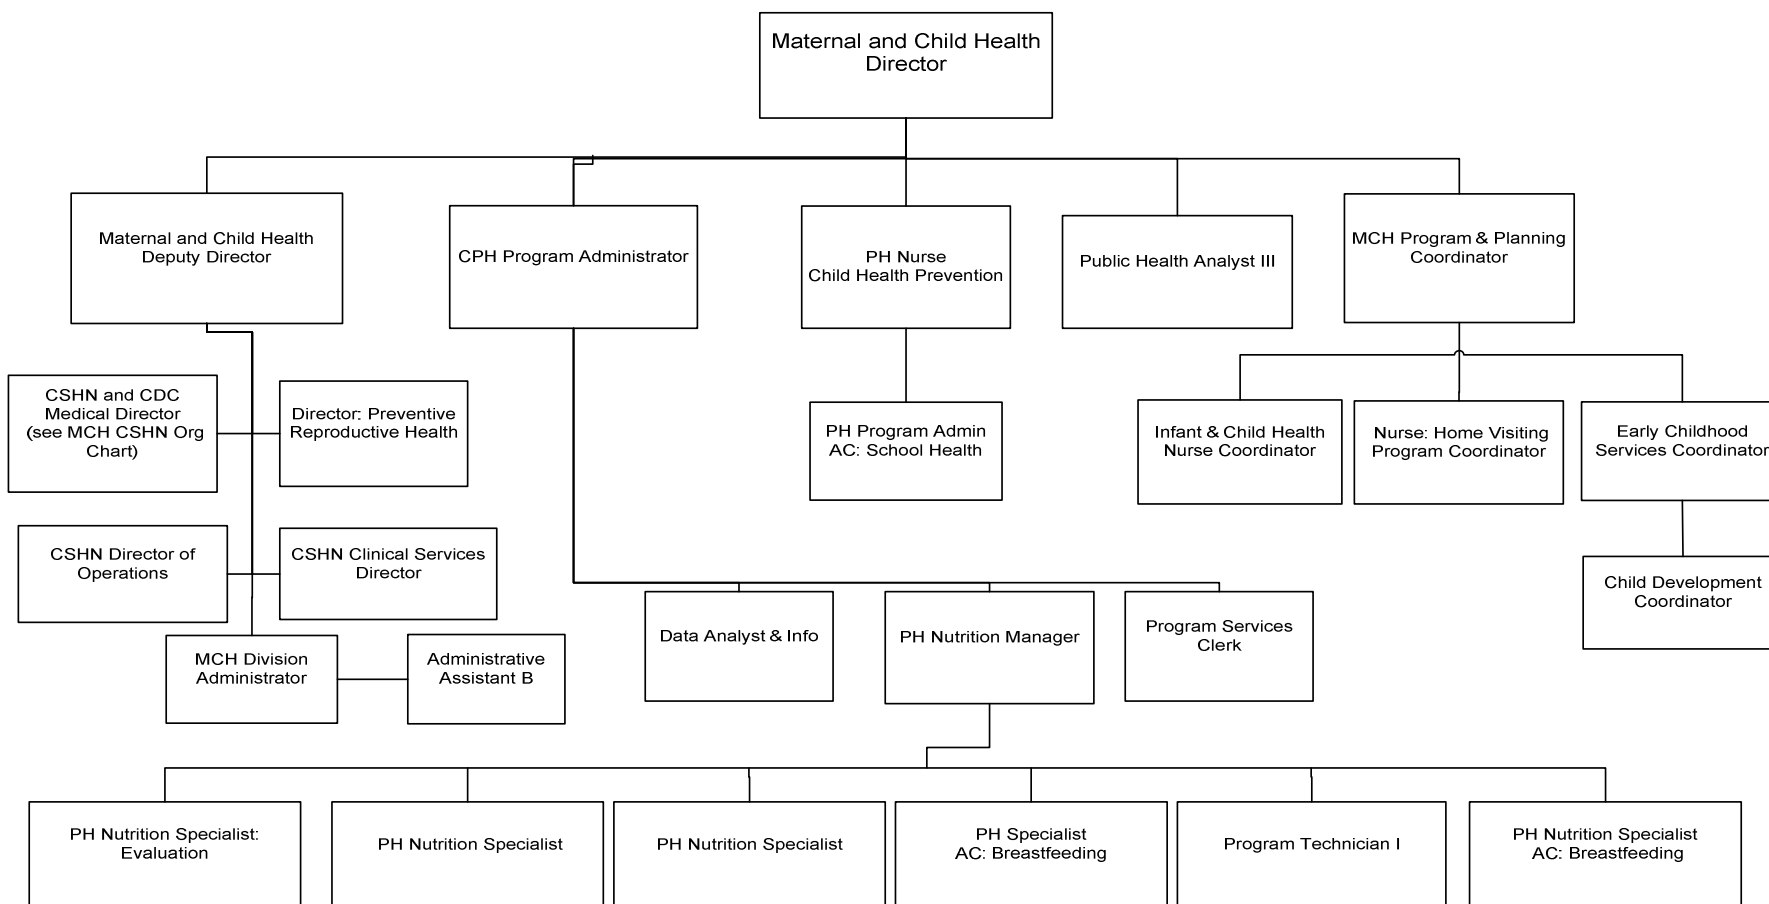 Maternal and Child Health
Director
Maternal and Child Health
Deputy Director
CPH Program Administrator
PH Nurse
Child Health Prevention
Public Health Analyst III
MCH Program & Planning
Coordinator
CSHN and CDC
Medical Director
(see MCH CSHN Org
Chart)
Director: Preventive
Reproductive Health
PH Program Admin
AC: School Health
Infant & Child Health
Nurse Coordinator
Nurse: Home Visiting
Program Coordinator
Early Childhood
Services Coordinator
CSHN Director of
Operations
CSHN Clinical Services
Director
Child Development
Coordinator
MCH Division
Administrator
Administrative
Assistant B
Data Analyst & Info
PH Nutrition Manager
Program Services
Clerk
PH Nutrition Specialist:
Evaluation
PH Nutrition Specialist
PH Nutrition Specialist
PH Specialist
AC: Breastfeeding
Program Technician I
PH Nutrition Specialist
AC: Breastfeeding